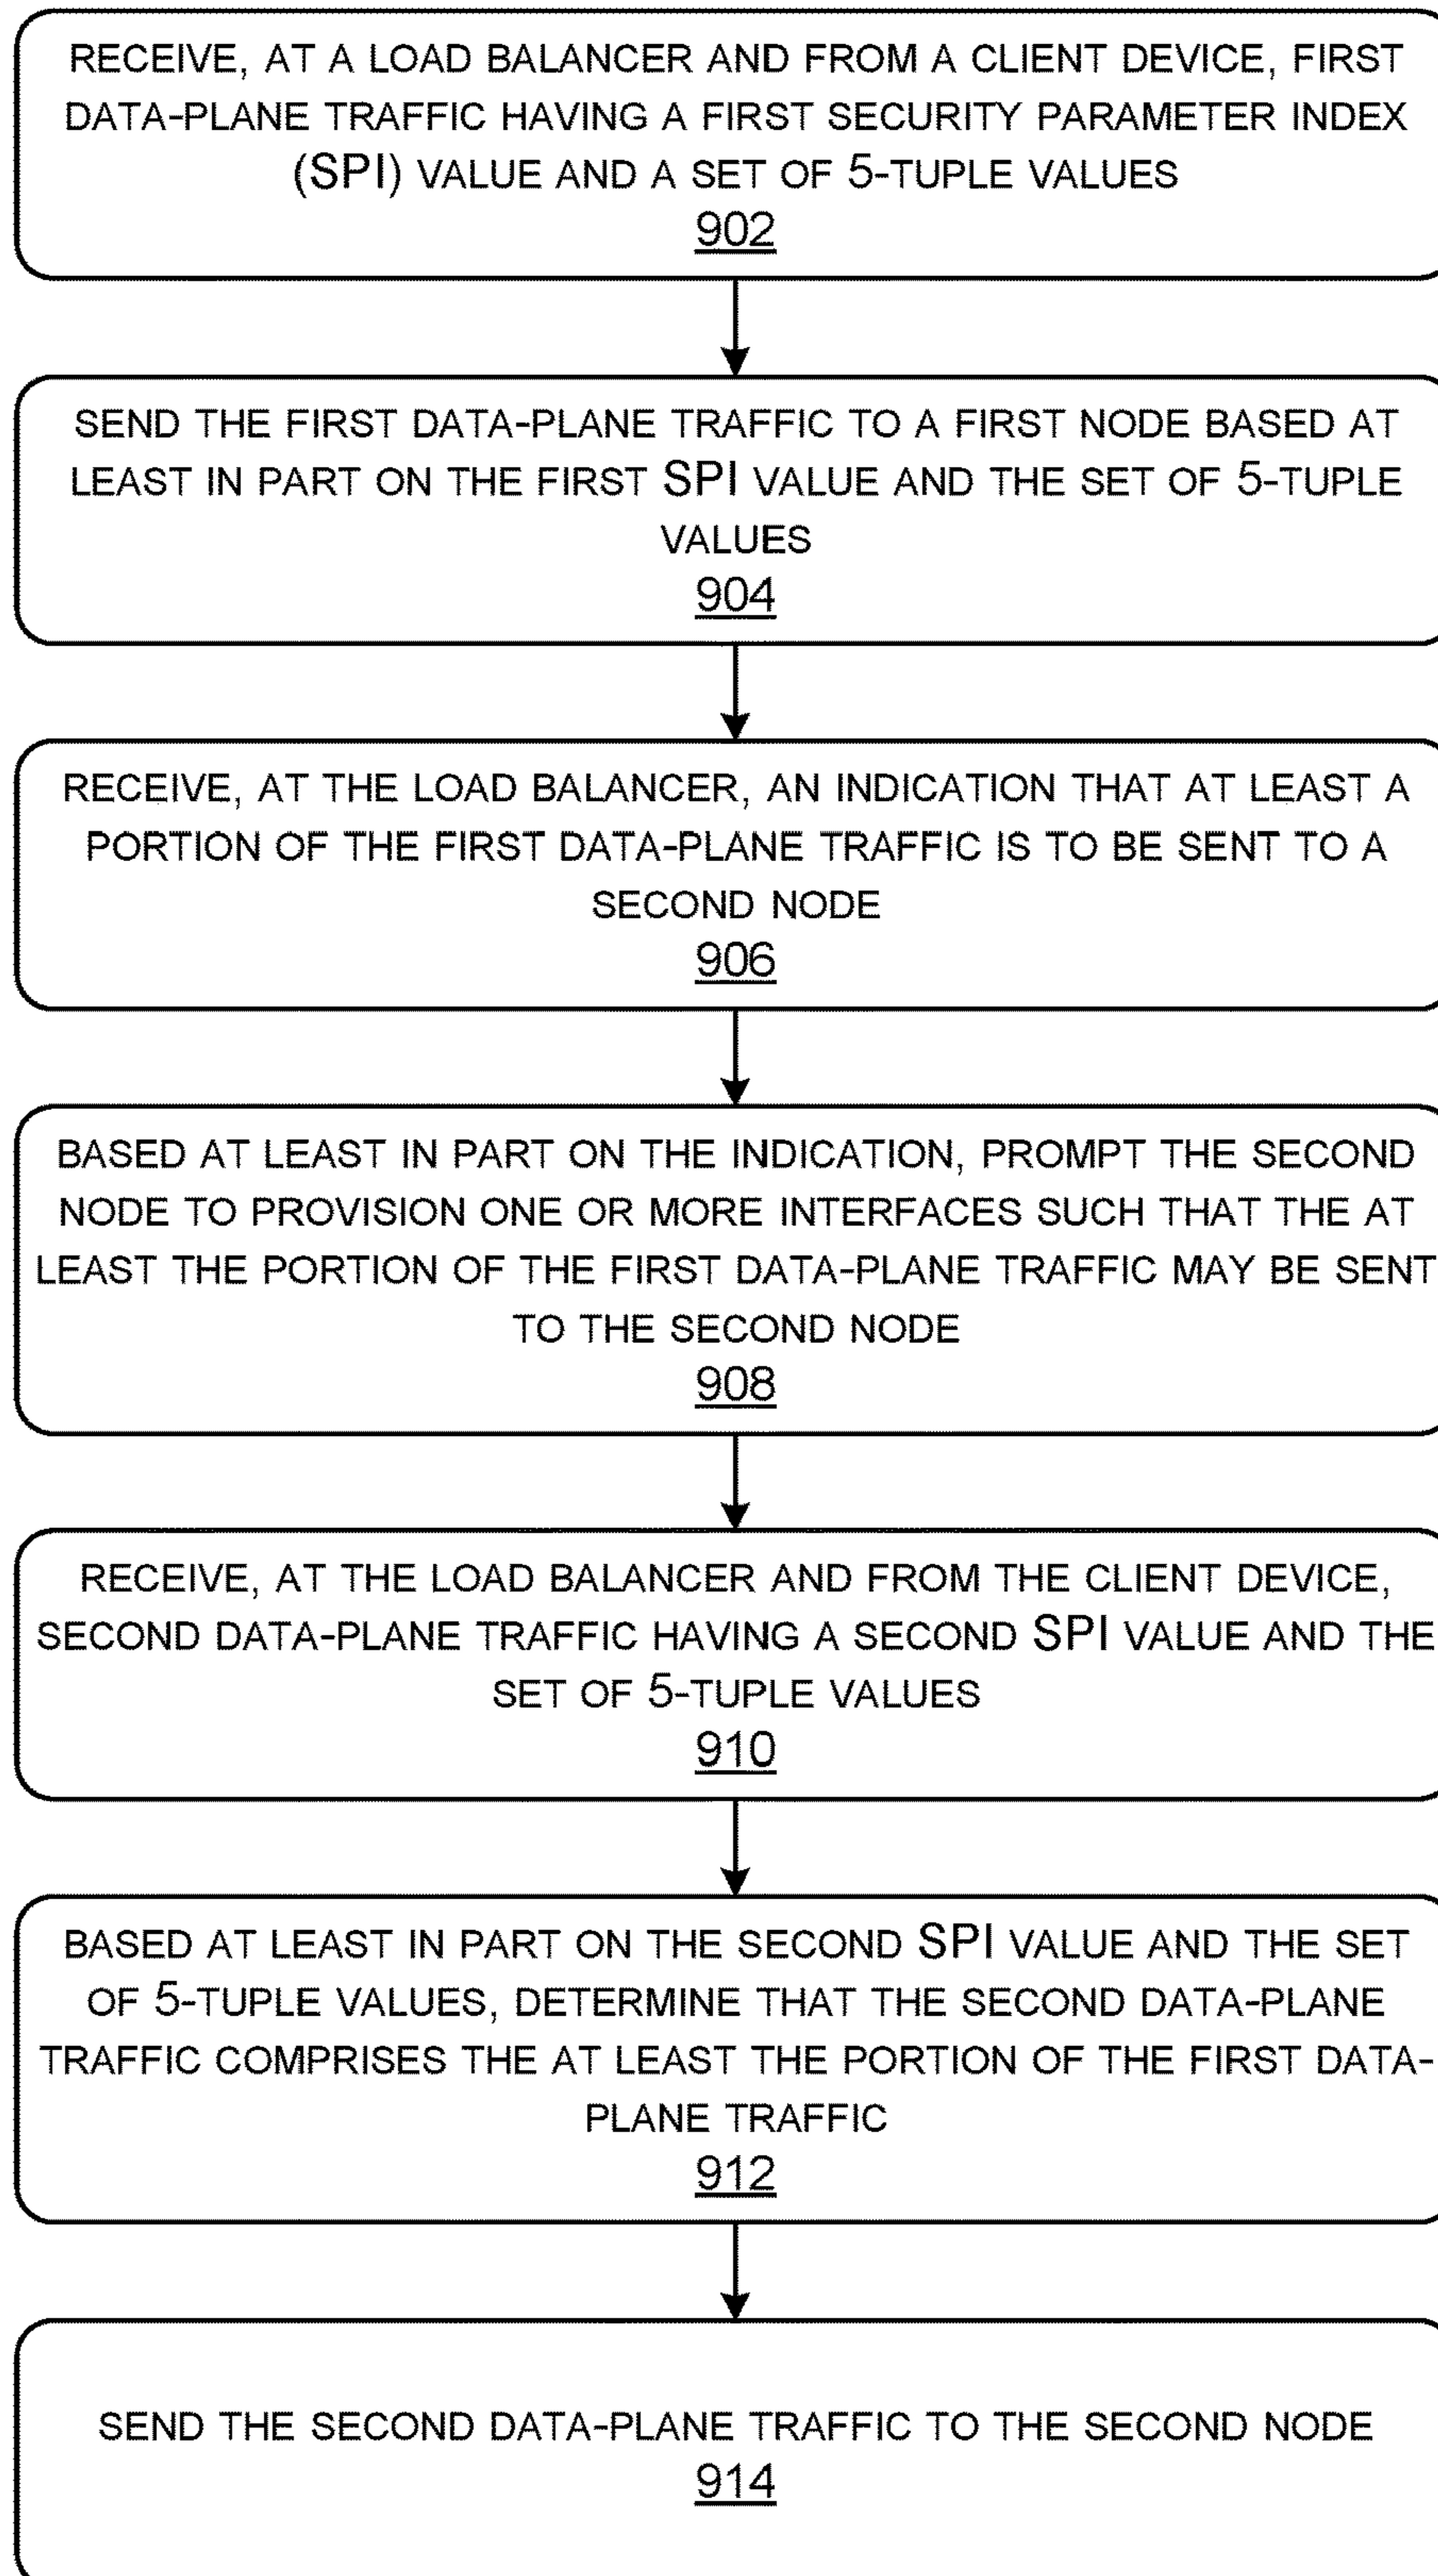 RECEIVE, AT A LOAD BALANCER AND FROM A CLIENT DEVICE, FIRST
DATA-PLANE TRAFFIC HAVING A FIRST SECURITY PARAMETER INDEX
(SPI) VALUE AND A SET OF 5-TUPLE VALUES
902
SEND THE FIRST DATA-PLANE TRAFFIC TO A FIRST NODE BASED AT
LEAST IN PART ON THE FIRST SPI VALUE AND THE SET OF 5-TUPLE
VALUES
904
RECEIVE, AT THE LOAD BALANCER, AN INDICATION THAT AT LEAST A
PORTION OF THE FIRST DATA-PLANE TRAFFIC IS TO BE SENT TO A
SECOND NODE
906
BASED AT LEAST IN PART ON THE INDICATION, PROMPT THE SECOND
NODE TO PROVISION ONE OR MORE INTERFACES SUCH THAT THE AT
LEAST THE PORTION OF THE FIRST DATA-PLANE TRAFFIC MAY BE SENT
TO THE SECOND NODE
908
RECEIVE, AT THE LOAD BALANCER AND FROM THE CLIENT DEVICE,
SECOND DATA-PLANE TRAFFIC HAVING A SECOND SPI VALUE AND THE
SET OF 5-TUPLE VALUES
910
BASED AT LEAST IN PART ON THE SECOND SPI VALUE AND THE SET
OF 5-TUPLE VALUES, DETERMINE THAT THE SECOND DATA-PLANE
TRAFFIC COMPRISES THE AT LEAST THE PORTION OF THE FIRST DATA-
PLANE TRAFFIC
912
SEND THE SECOND DATA-PLANE TRAFFIC TO THE SECOND NODE
914